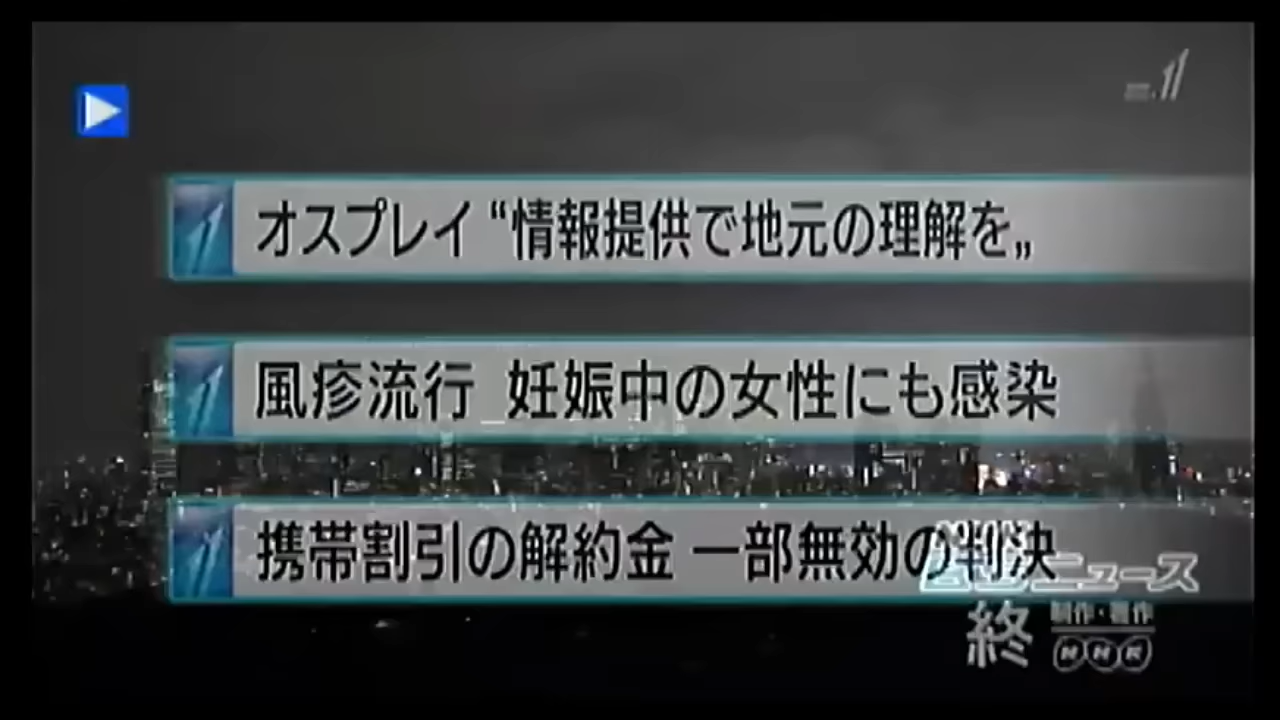 11
オスプレイ “情報提供で地元の理解を„
風疹流行 妊娠中の女性にも感染
携帯割引の解約金 一部無効の判決
ニュース
終
制作・著作
NHK